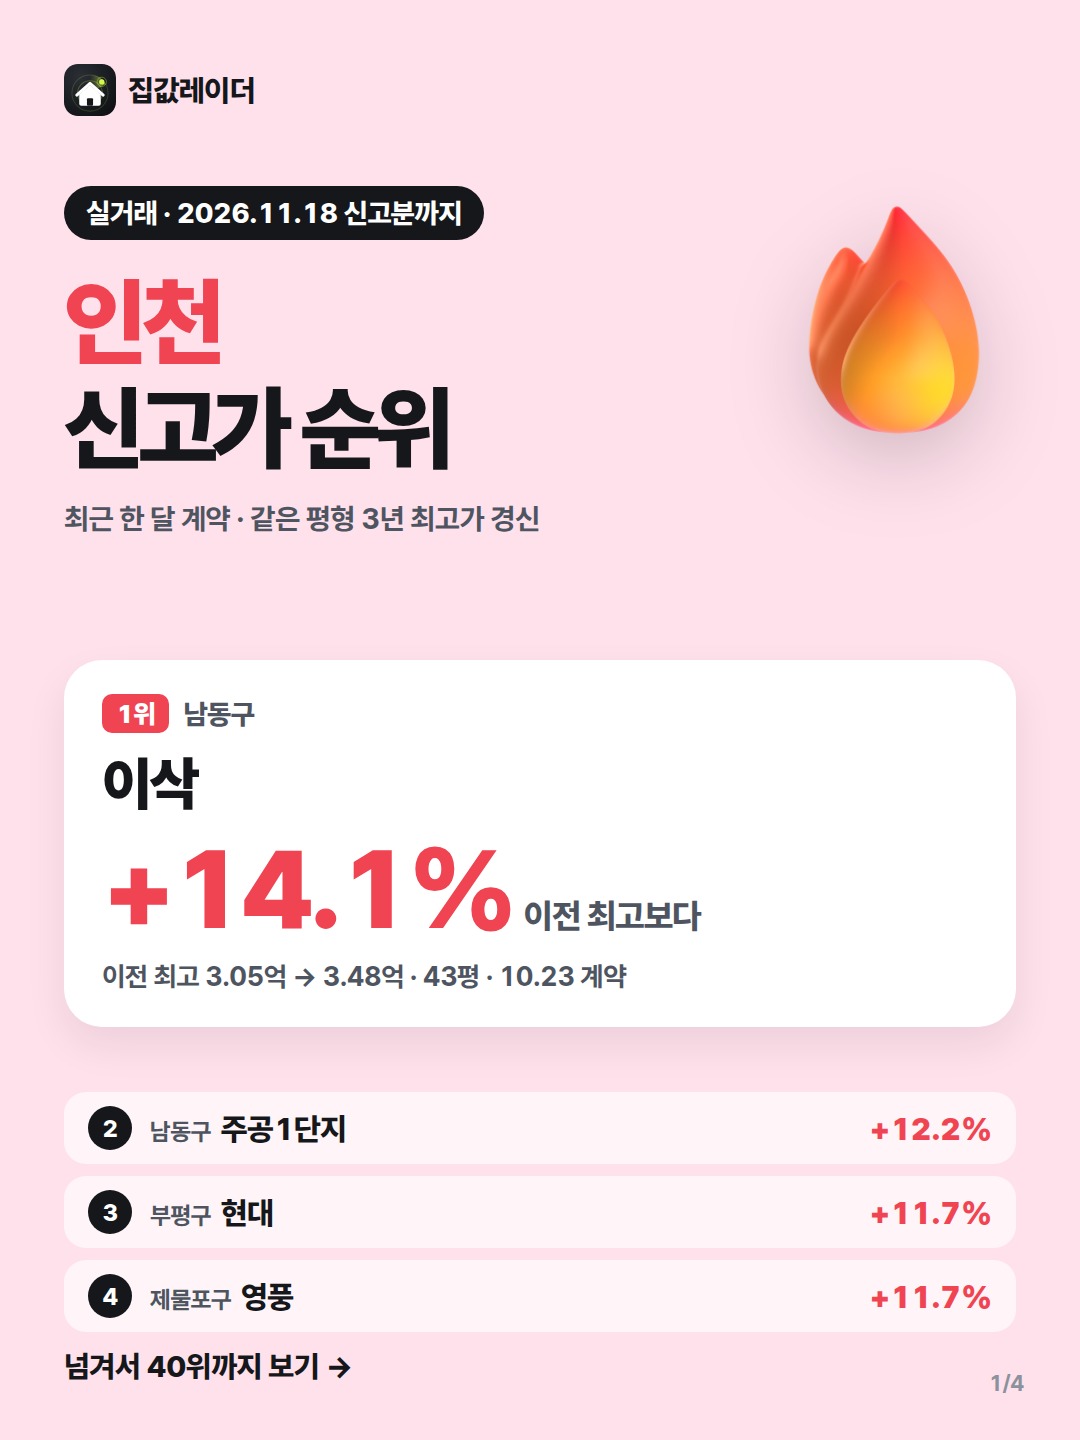 집값레이더
실거래 · 2026.11.18 신고분까지
인천
신고가 순위
최근 한 달 계약 · 같은 평형 3년 최고가 경신
1위 남동구
이삭
+14.1% 이전 최고보다
이전 최고 3.05억 → 3.48억 · 43평 · 10.23 계약
2 남동구 주공1단지 +12.2%
3 부평구 현대 +11.7%
4 제물포구 영풍 +11.7%
넘겨서 40위까지 보기 →
1/4